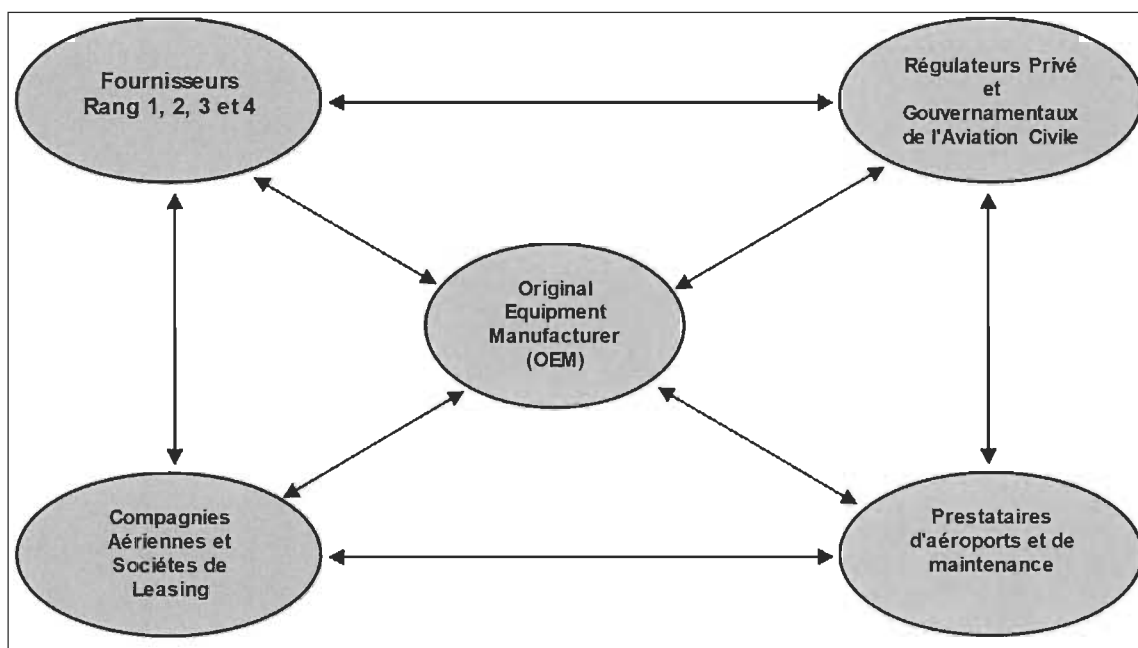 Fournisseurs
Rang 1, 2, 3 et 4
Régulateurs Privé
et
Gouvernamentaux
de l'Aviation Civile
Original
Equipment
Manufacturer
(OEM)
Compagnies
Aériennes et
Sociétes de
Leasing
Prestataires
d'aéroports et de
maintenance